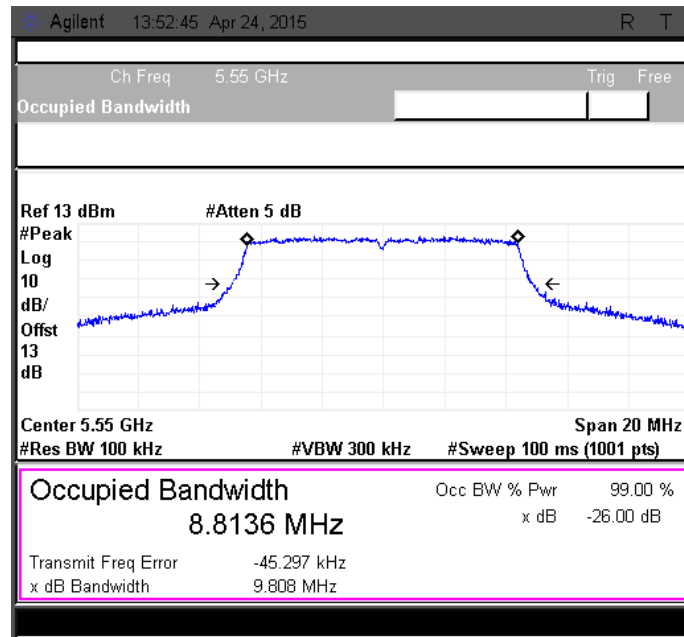 Agilent 13:52:45 Apr 24, 2015 R T
Ch Freq 5.55 GHz Trig Free
Occupied Bandwidth
Ref 13 dBm #Atten 5 dB
#Peak
Log
10
dB/
Offst
13
dB
Center 5.55 GHz Span 20 MHz
#Res BW 100 kHz #VBW 300 kHz #Sweep 100 ms (1001 pts)
Occupied Bandwidth Occ BW % Pwr 99.00 %
8.8136 MHz x dB -26.00 dB
Transmit Freq Error -45.297 kHz
x dB Bandwidth 9.808 MHz